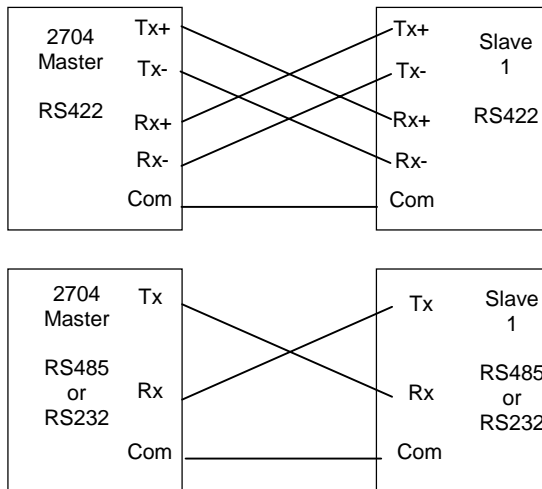 2704
Master
RS422
Tx+
Tx-
Rx+
Rx-
Com
Tx+
Tx-
Rx+
Rx-
Com
Slave
1
RS422
2704
Master
RS485
or
RS232
Tx
Rx
Com
Tx
Rx
Com
Slave
1
RS485
or
RS232